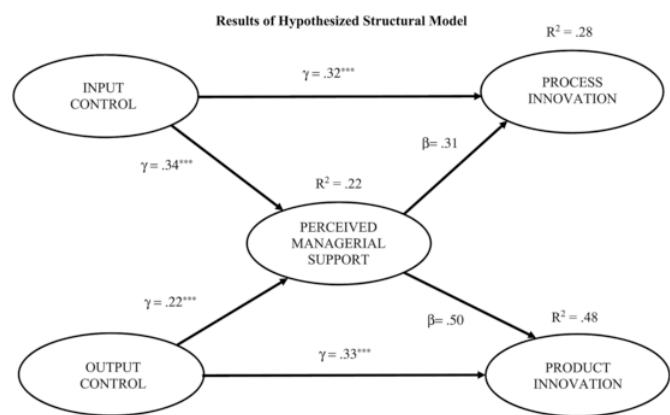 Results of Hypothesized Structural Model
R² = .28
INPUT
CONTROL
γ = .32***
PROCESS
INNOVATION
β= .31
γ = .34***
R² = .22
PERCEIVED
MANAGERIAL
SUPPORT
γ = .22***
β= .50
R² = .48
OUTPUT
CONTROL
γ = .33***
PRODUCT
INNOVATION